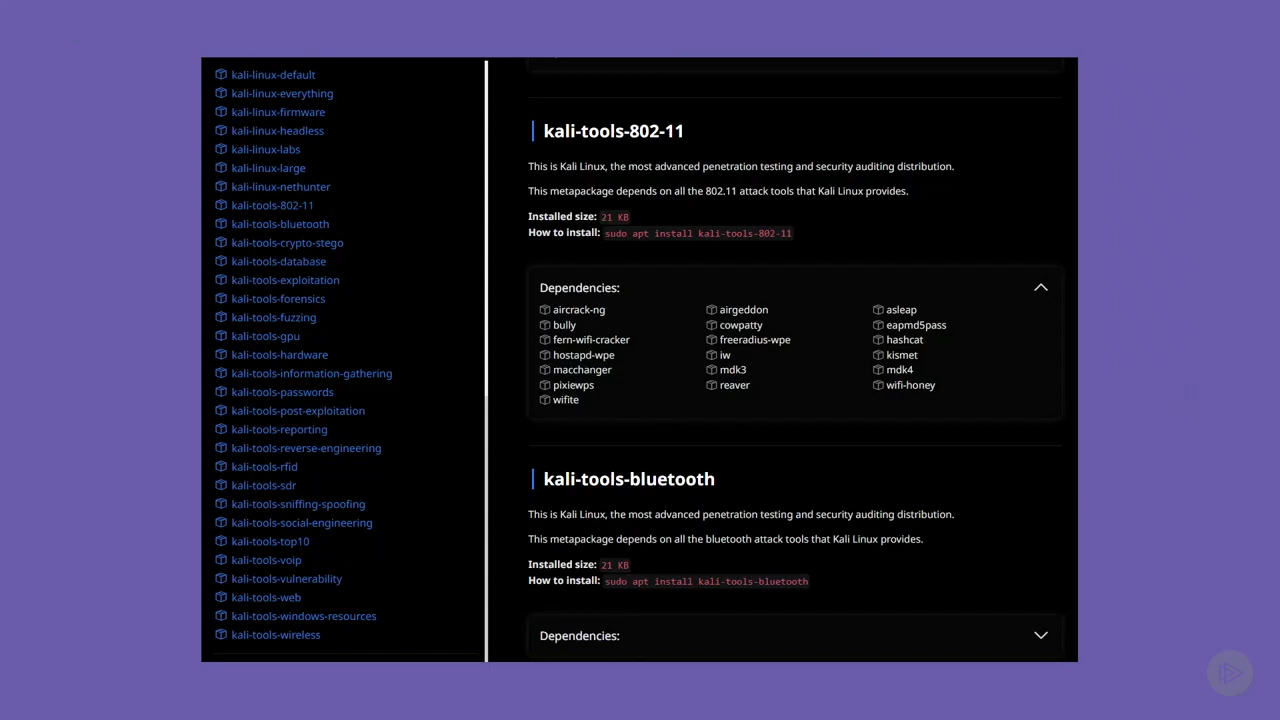 kali-linux-default
kali-linux-everything
kali-linux-firmware
kali-linux-headless
kali-linux-labs
kali-linux-large
kali-linux-nethunter
kali-tools-802-11
kali-tools-bluetooth
kali-tools-crypto-stego
kali-tools-database
kali-tools-exploitation
kali-tools-forensics
kali-tools-fuzzing
kali-tools-gpu
kali-tools-hardware
kali-tools-information-gathering
kali-tools-passwords
kali-tools-post-exploitation
kali-tools-reporting
kali-tools-reverse-engineering
kali-tools-rfid
kali-tools-sdr
kali-tools-sniffing-spoofing
kali-tools-social-engineering
kali-tools-top10
kali-tools-voip
kali-tools-vulnerability
kali-tools-web
kali-tools-windows-resources
kali-tools-wireless
kali-tools-802-11
This is Kali Linux, the most advanced penetration testing and security auditing distribution.
This metapackage depends on all the 802.11 attack tools that Kali Linux provides.
Installed size: 21 KB
How to install: sudo apt install kali-tools-802-11
Dependencies:
aircrack-ng airgeddon asleap
bully cowpatty eapmd5pass
fern-wifi-cracker freeradius-wpe hashcat
hostapd-wpe iw kismet
macchanger mdk3 mdk4
pixiewps reaver wifi-honey
wifite
kali-tools-bluetooth
This is Kali Linux, the most advanced penetration testing and security auditing distribution.
This metapackage depends on all the bluetooth attack tools that Kali Linux provides.
Installed size: 21 KB
How to install: sudo apt install kali-tools-bluetooth
Dependencies: